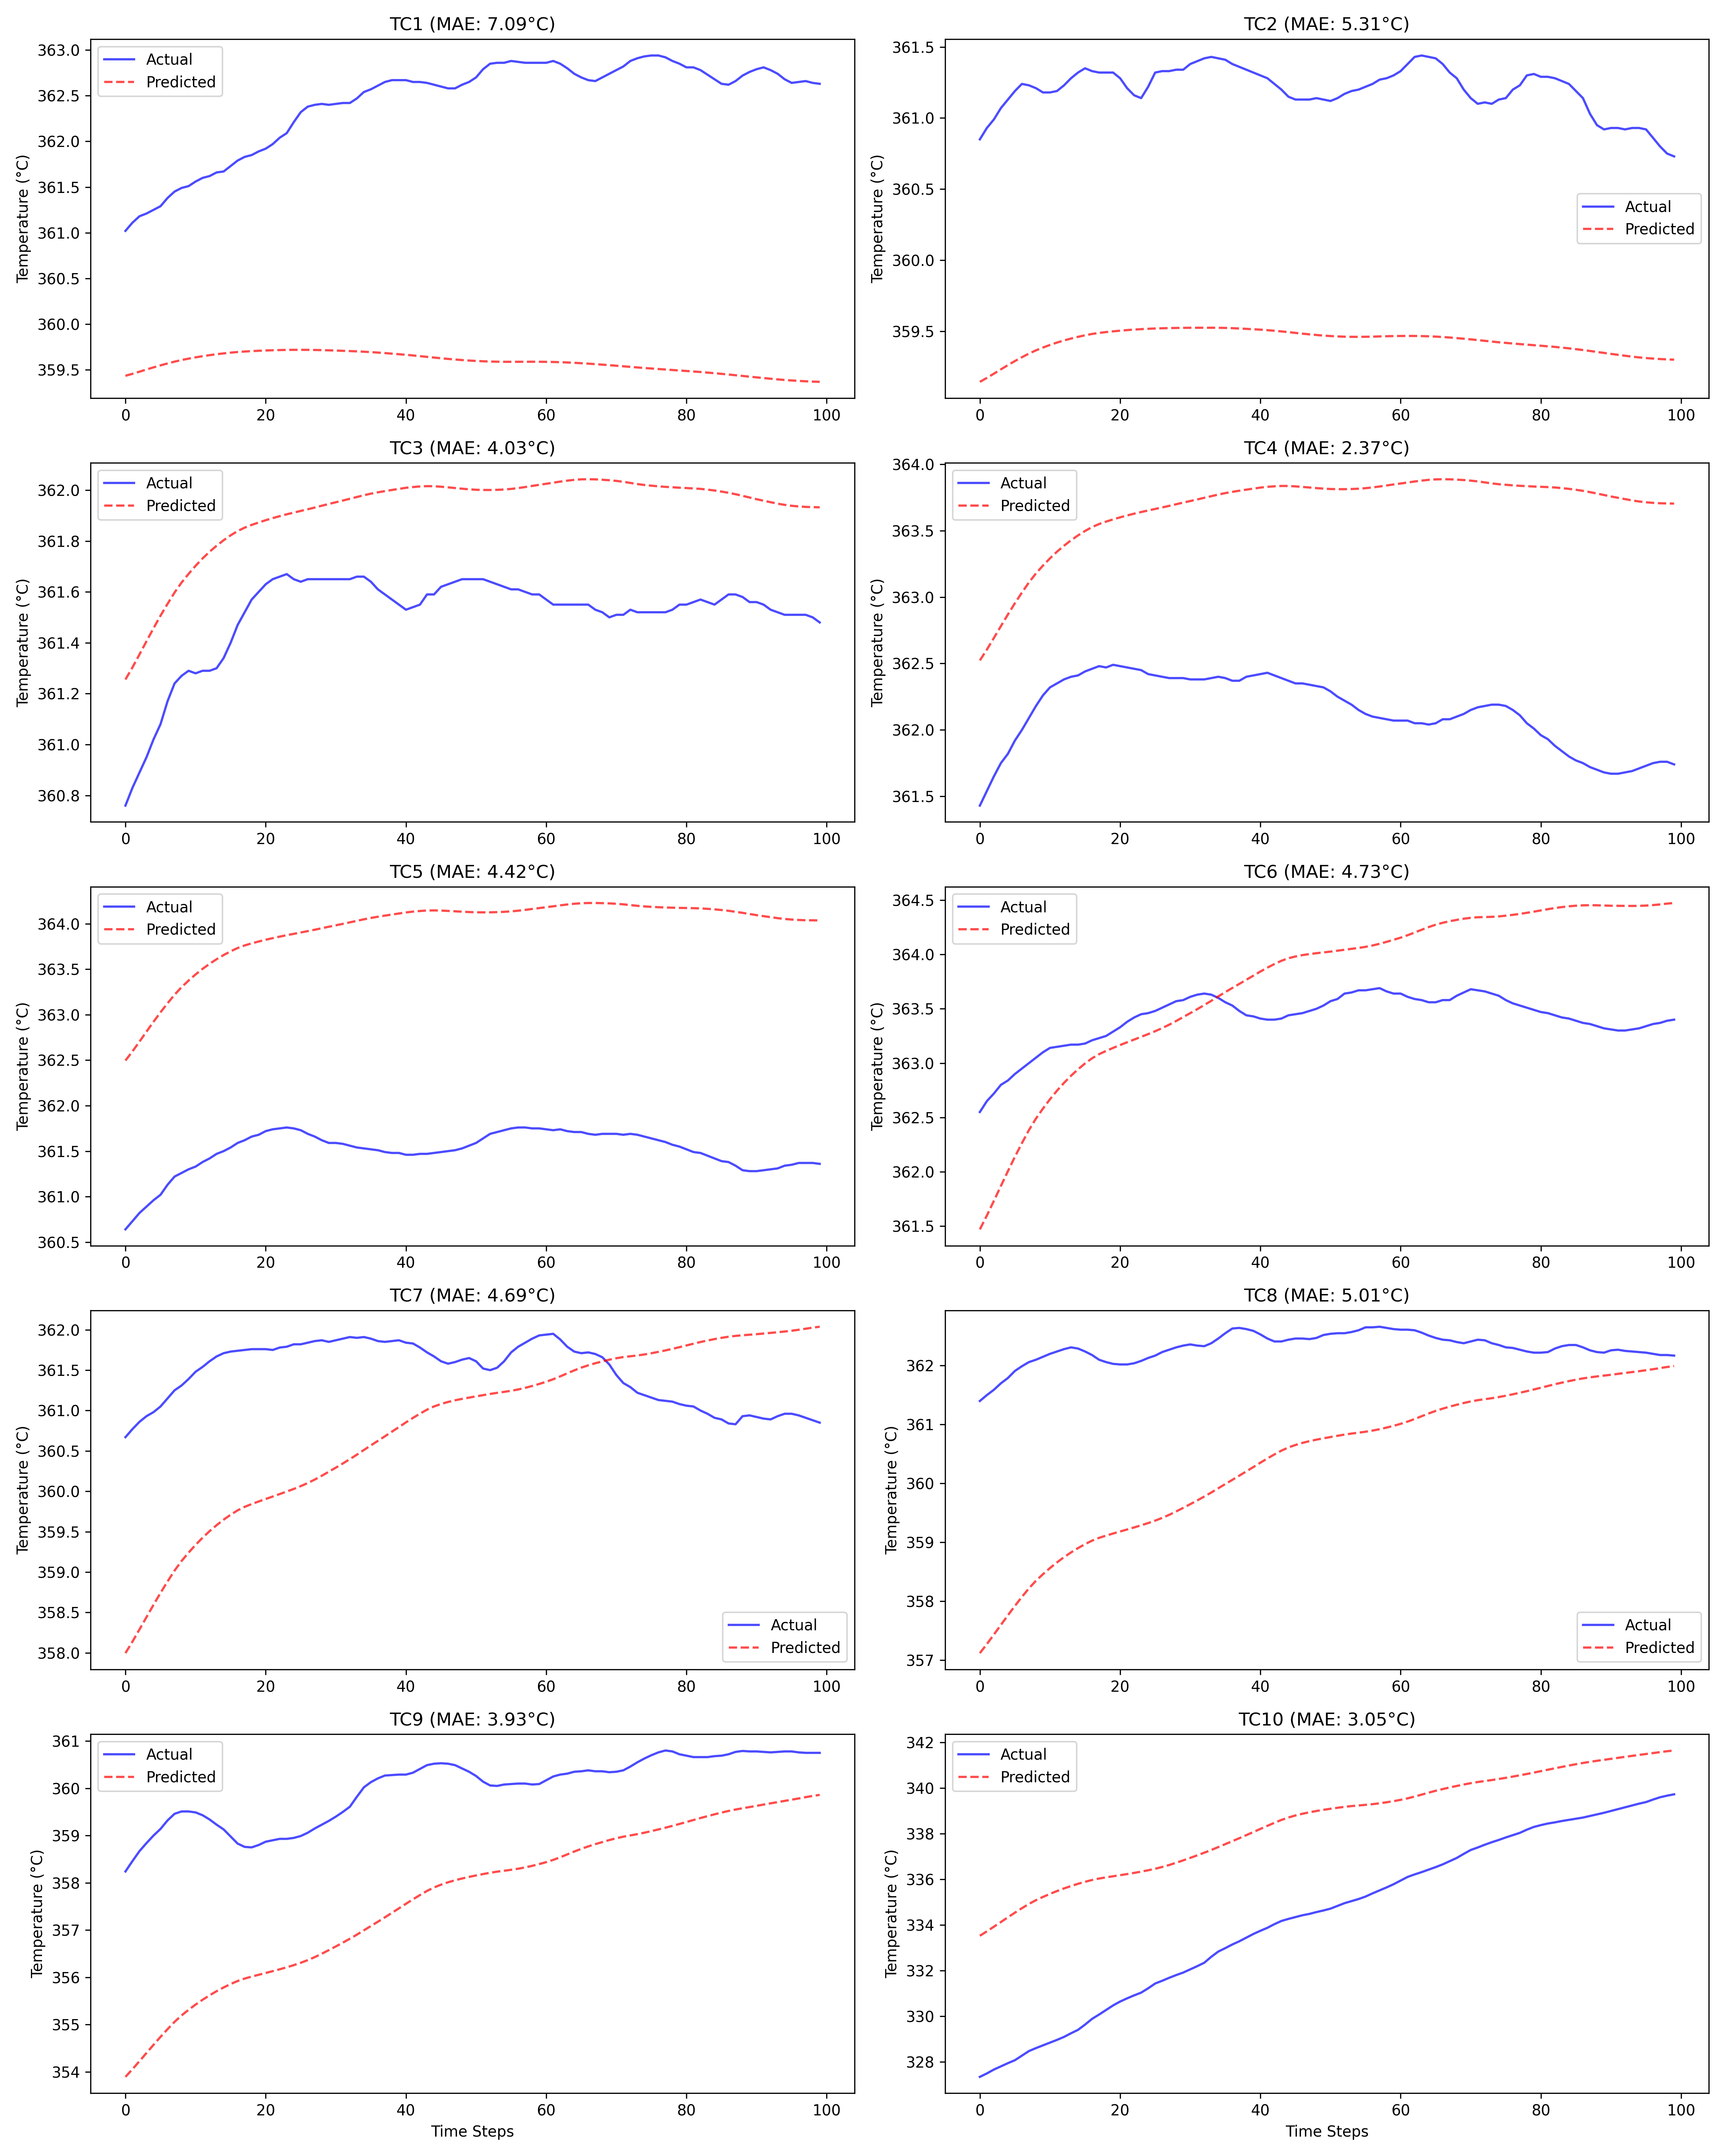 TC1 (MAE: 7.09°C)
Temperature (°C)
363.0
362.5
362.0
361.5
361.0
360.5
360.0
359.5
Actual
Predicted
0 20 40 60 80 100
TC2 (MAE: 5.31°C)
Temperature (°C)
361.5
361.0
360.5
360.0
359.5
Actual
Predicted
0 20 40 60 80 100
TC3 (MAE: 4.03°C)
Temperature (°C)
362.0
361.8
361.6
361.4
361.2
361.0
360.8
Actual
Predicted
0 20 40 60 80 100
TC4 (MAE: 2.37°C)
Temperature (°C)
364.0
363.5
363.0
362.5
362.0
361.5
Actual
Predicted
0 20 40 60 80 100
TC5 (MAE: 4.42°C)
Temperature (°C)
364.0
363.5
363.0
362.5
362.0
361.5
361.0
360.5
Actual
Predicted
0 20 40 60 80 100
TC6 (MAE: 4.73°C)
Temperature (°C)
364.5
364.0
363.5
363.0
362.5
362.0
361.5
Actual
Predicted
0 20 40 60 80 100
TC7 (MAE: 4.69°C)
Temperature (°C)
362.0
361.5
361.0
360.5
360.0
359.5
359.0
358.5
358.0
Actual
Predicted
0 20 40 60 80 100
TC8 (MAE: 5.01°C)
Temperature (°C)
362
361
360
359
358
357
Actual
Predicted
0 20 40 60 80 100
TC9 (MAE: 3.93°C)
Temperature (°C)
361
360
359
358
357
356
355
354
Actual
Predicted
0 20 40 60 80 100
Time Steps
TC10 (MAE: 3.05°C)
Temperature (°C)
342
340
338
336
334
332
330
328
Actual
Predicted
0 20 40 60 80 100
Time Steps